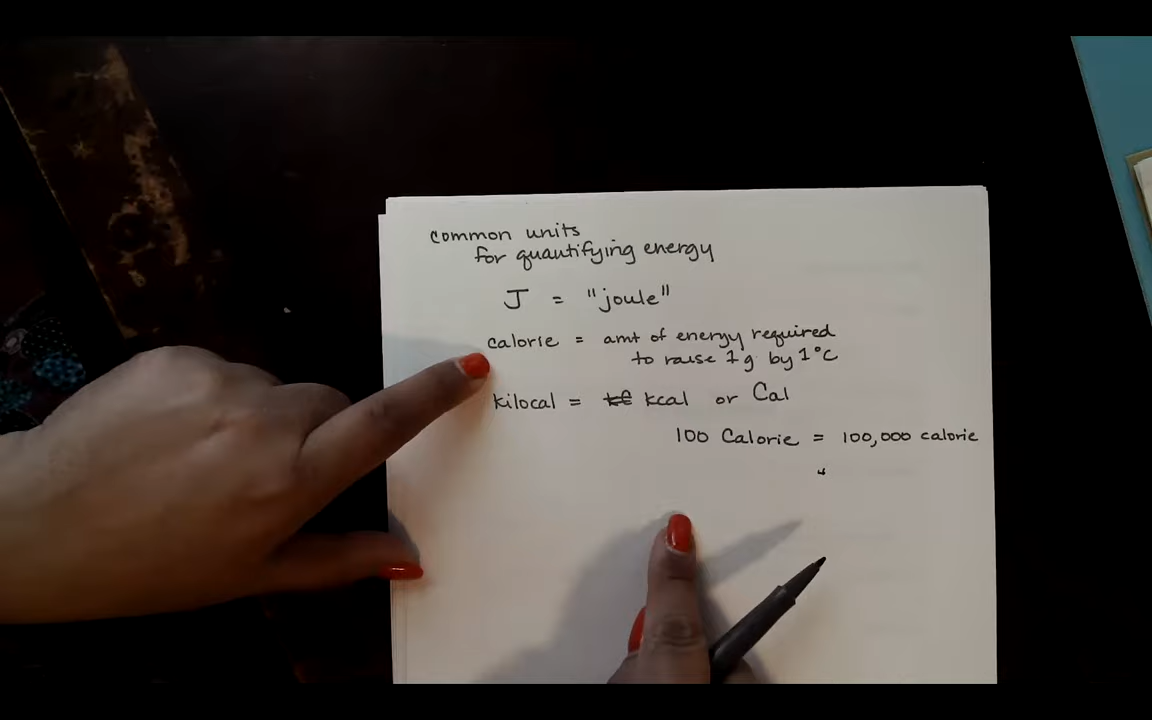 common units
for quantifying energy
J = "joule"
calorie = amt of energy required
to raise 1g by 1°C
kilocal = kcal or Cal
100 Calorie = 100,000 calorie
"